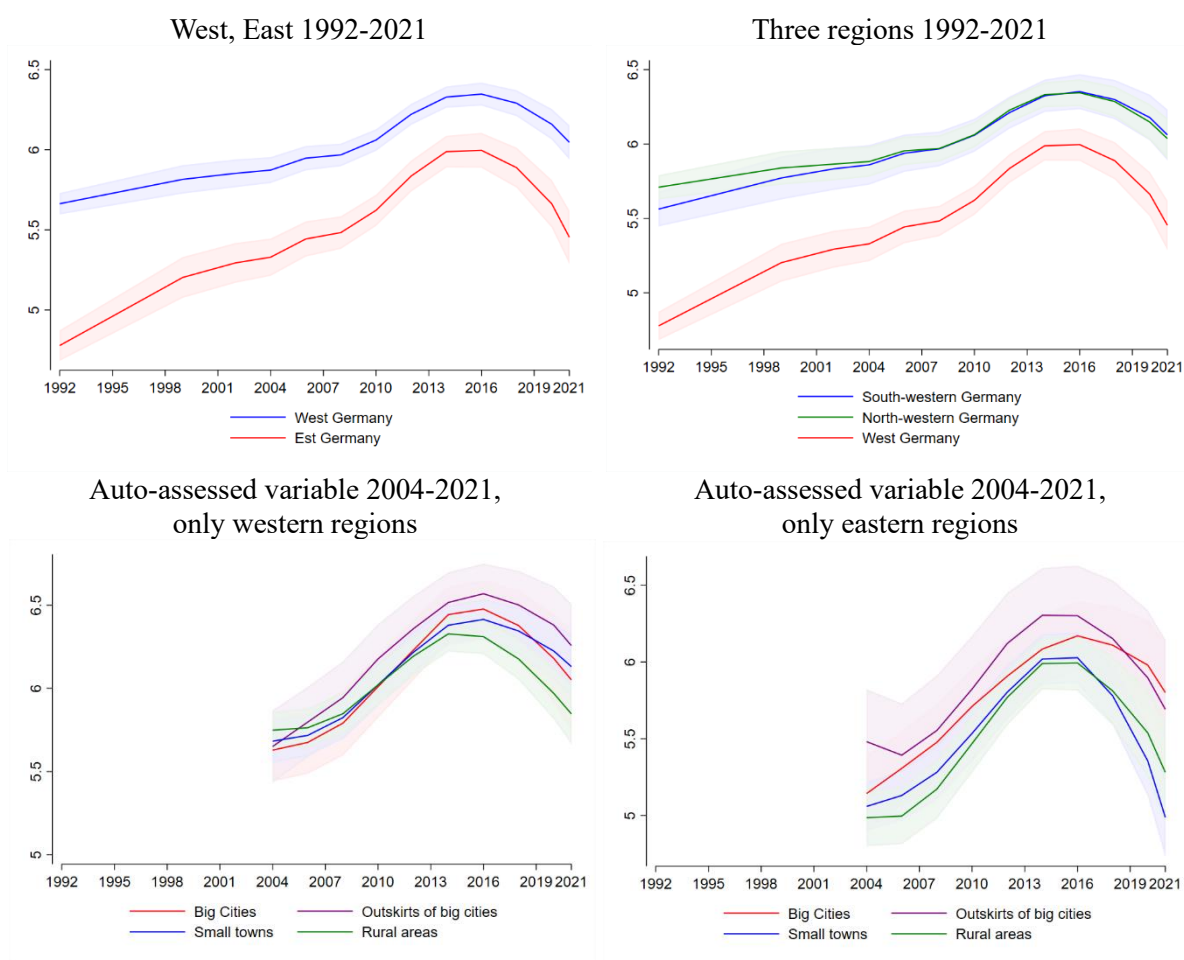 West, East 1992-2021
6.5
6
5.5
5
1992 1995 1998 2001 2004 2007 2010 2013 2016 2019 2021
West Germany
Est Germany
Three regions 1992-2021
6.5
6
5.5
5
1992 1995 1998 2001 2004 2007 2010 2013 2016 2019 2021
South-western Germany
North-western Germany
West Germany
Auto-assessed variable 2004-2021,
only western regions
6.5
6
5.5
5
1992 1995 1998 2001 2004 2007 2010 2013 2016 2019 2021
Big Cities Outskirts of big cities
Small towns Rural areas
Auto-assessed variable 2004-2021,
only eastern regions
6.5
6
5.5
5
1992 1995 1998 2001 2004 2007 2010 2013 2016 2019 2021
Big Cities Outskirts of big cities
Small towns Rural areas